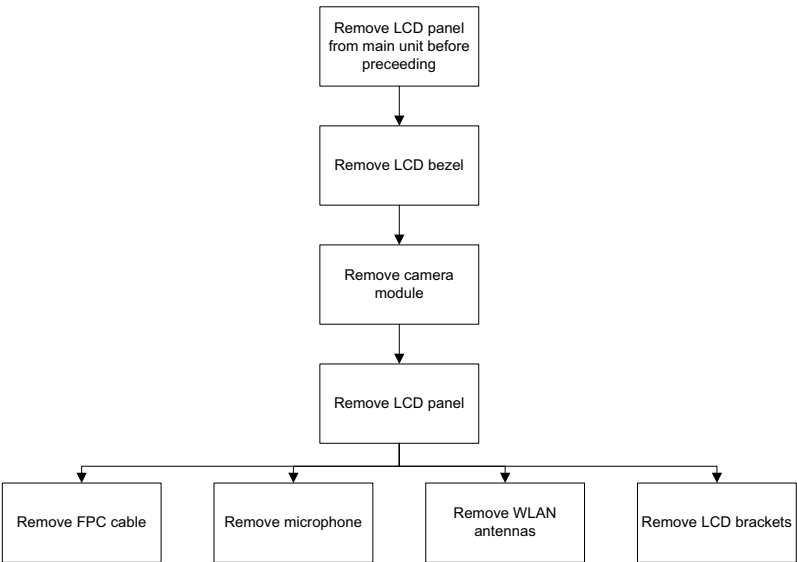 Remove LCD panel
from main unit before
preceeding
Remove LCD bezel
Remove camera
module
Remove LCD panel
Remove FPC cable
Remove microphone
Remove WLAN
antennas
Remove LCD brackets